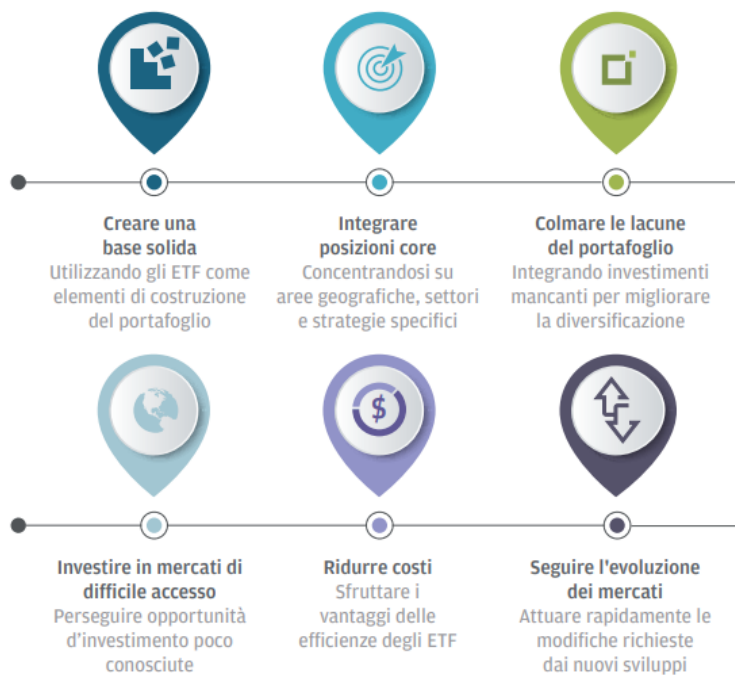 Creare una
base solida
Utilizzando gli ETF come
elementi di costruzione
del portafoglio
Integrare
posizioni core
Concentrandosi su
aree geografiche, settori
e strategie specifici
Colmare le lacune
del portafoglio
Integrando investimenti
mancanti per migliorare
la diversificazione
$
Investire in mercati di
difficile accesso
Perseguire opportunità
d'investimento poco
conosciute
Ridurre costi
Sfruttare i
vantaggi delle
efficienze degli ETF
Seguire l'evoluzione
dei mercati
Attuare rapidamente le
modifiche richieste
dai nuovi sviluppi